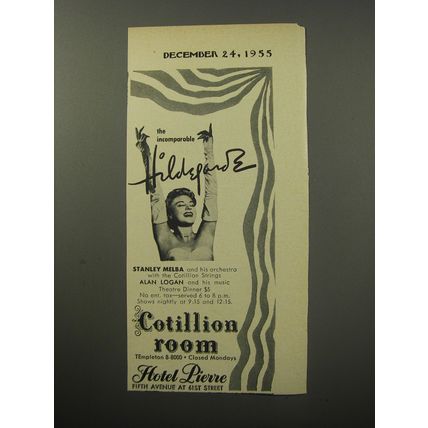 DECEMBER 24, 1955
the
incomparable
Hildegarde
STANLEY MELBA and his orchestra
with the Cotillion Strings
ALAN LOGAN and his music
Theatre Dinner $5
No ent. tax—served 6 to 8 p.m.
Shows nightly at 9:15 and 12:15.
Cotillion
room
TEmpleton 8-8000 • Closed Mondays
Hotel Pierre
FIFTH AVENUE AT 61ST STREET